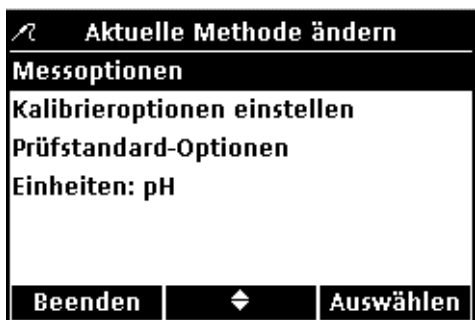 Aktuelle Methode ändern
Messoptionen
Kalibrieroptionen einstellen
Prüfstandard-Optionen
Einheiten: pH
Beenden
Auswählen